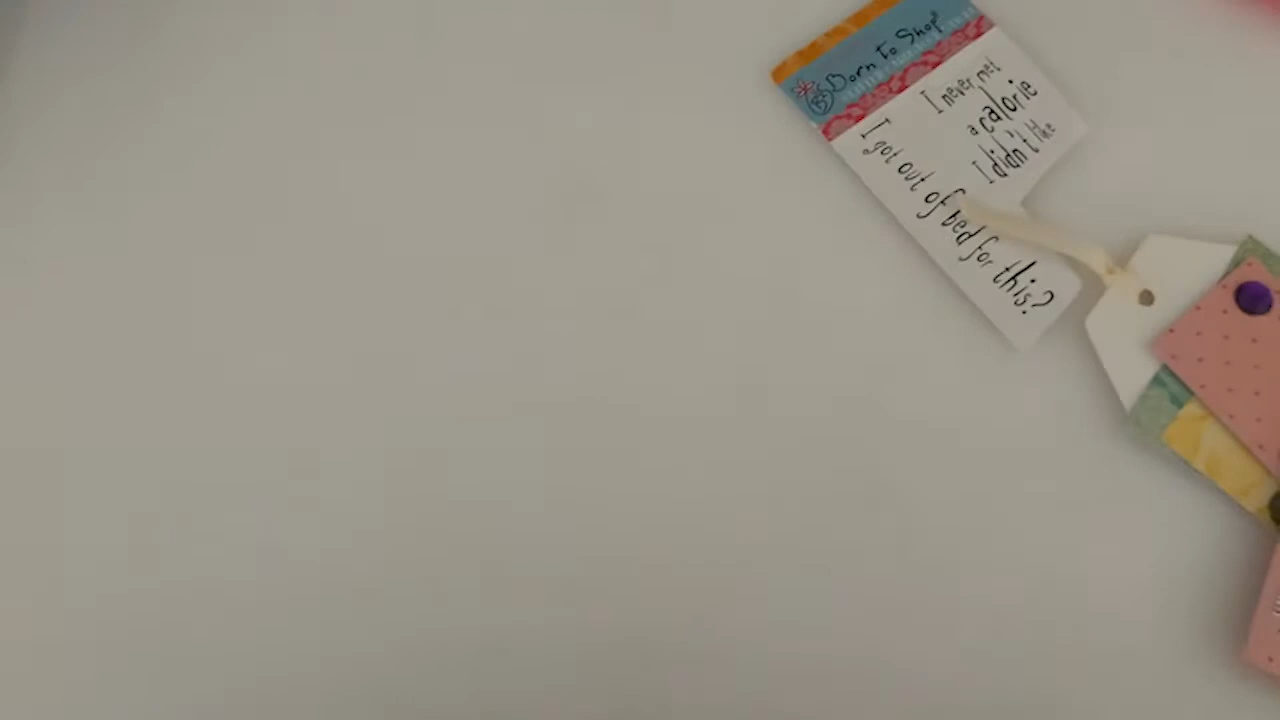 Born To Shop
I never met
a calorie
I didn't like
I got out of bed for this?